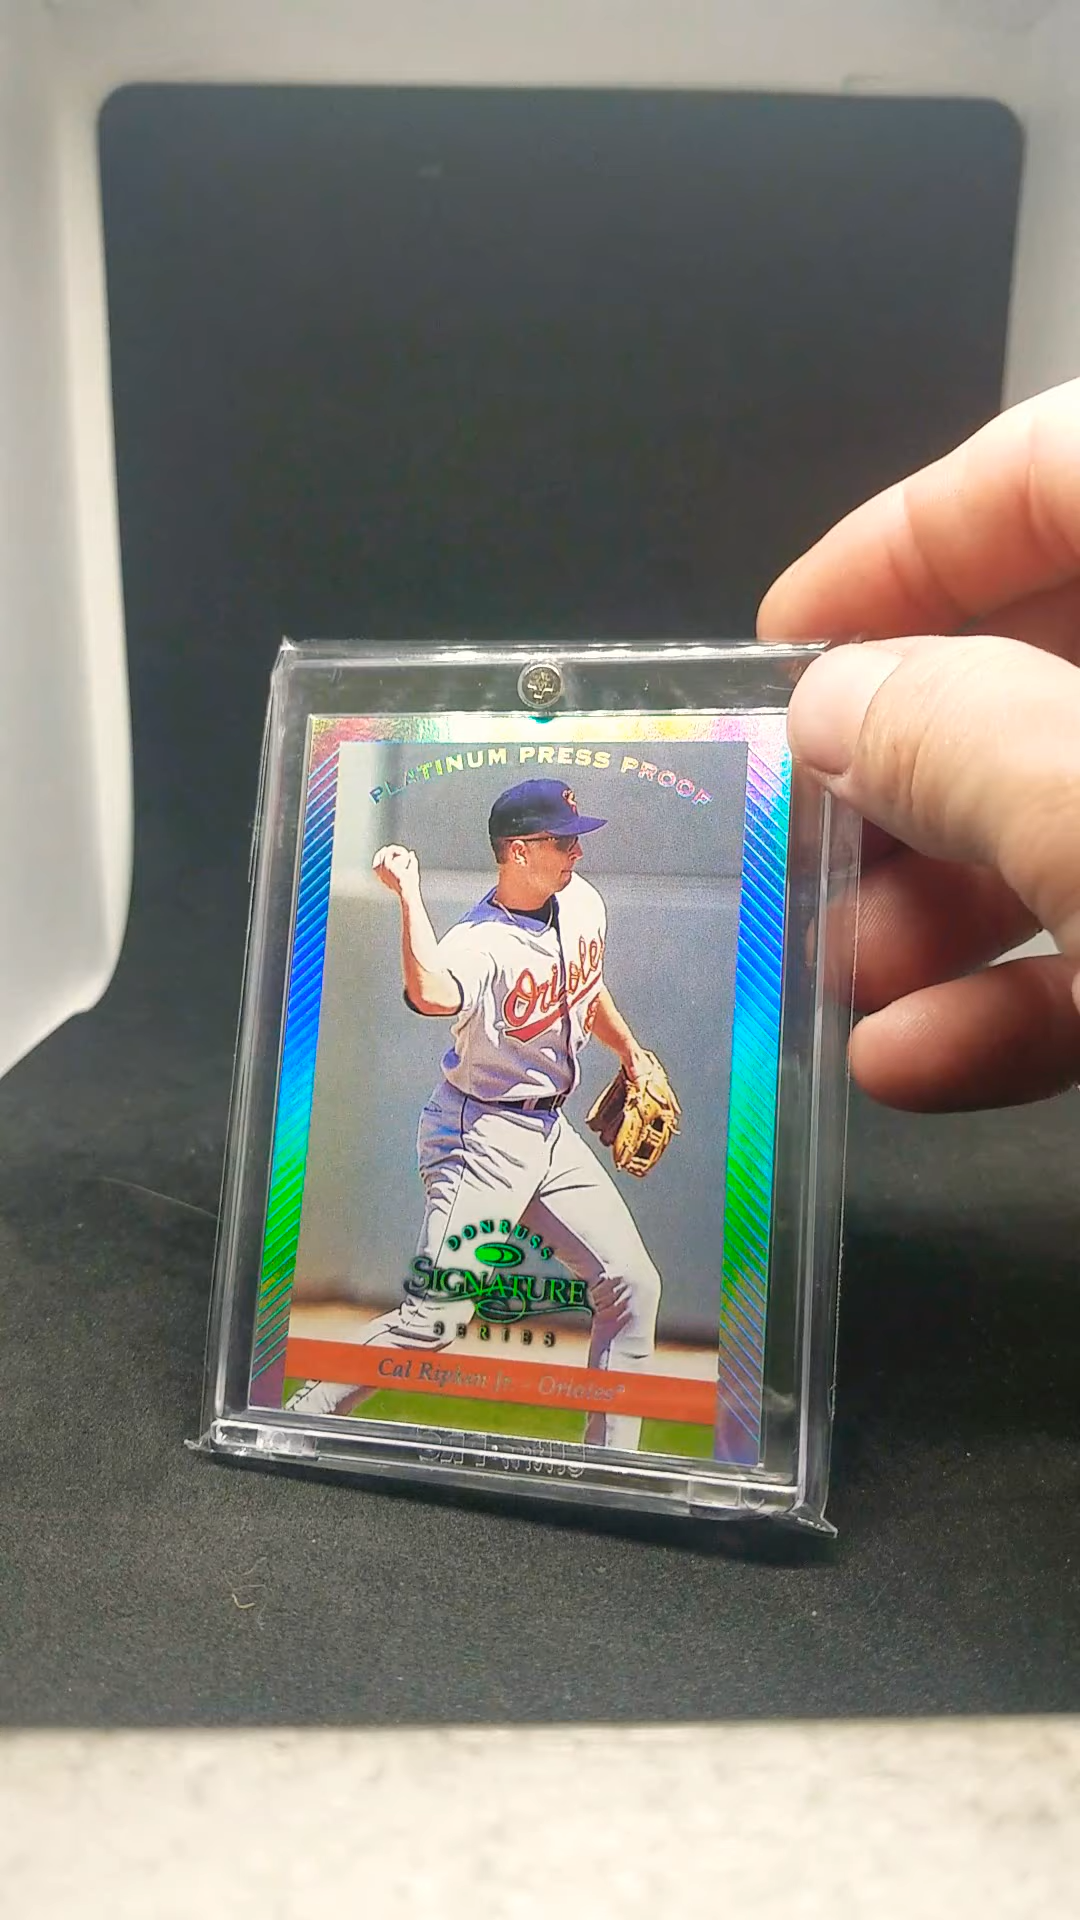 PLATINUM PRESS PROOF
Orioles
DONRUSS
SIGNATURE
SERIES
Cal Ripken Jr. - Orioles®